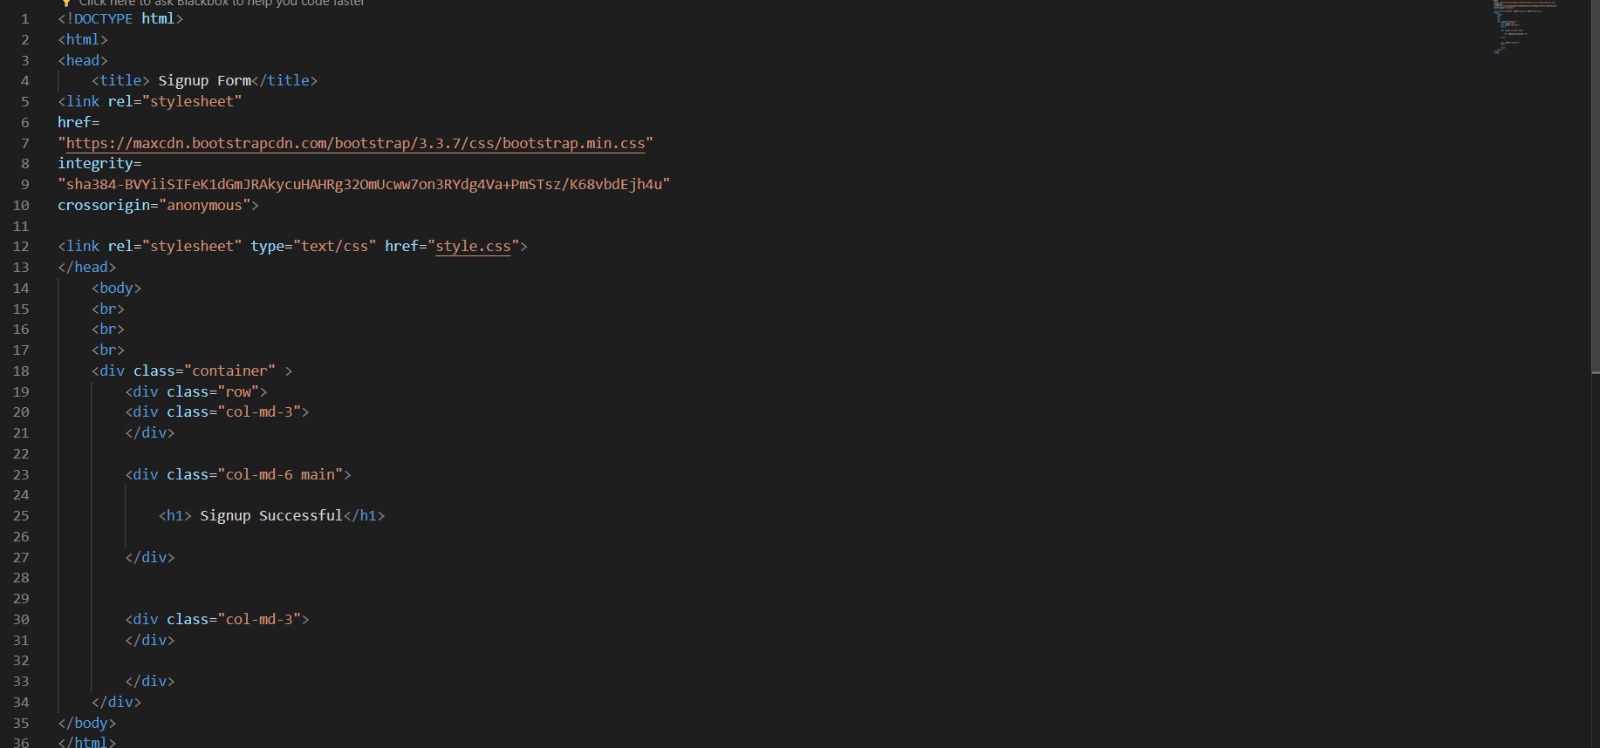 Click here to ask Blackbox to help you code faster
1 <!DOCTYPE html>
2 <html>
3 <head>
4 <title> Signup Form</title>
5 <link rel="stylesheet"
6 href=
7 "https://maxcdn.bootstrapcdn.com/bootstrap/3.3.7/css/bootstrap.min.css"
8 integrity=
9 "sha384-BVYiiSIFeK1dGmJRAkycuHAHRg32OmUcww7on3RYdg4Va+PmSTsz/K68vbdEjh4u"
10 crossorigin="anonymous">
11
12 <link rel="stylesheet" type="text/css" href="style.css">
13 </head>
14 <body>
15 <br>
16 <br>
17 <br>
18 <div class="container" >
19 <div class="row">
20 <div class="col-md-3">
21 </div>
22
23 <div class="col-md-6 main">
24
25 <h1> Signup Successful</h1>
26
27 </div>
28
29
30 <div class="col-md-3">
31 </div>
32
33 </div>
34 </div>
35 </body>
36 </html>